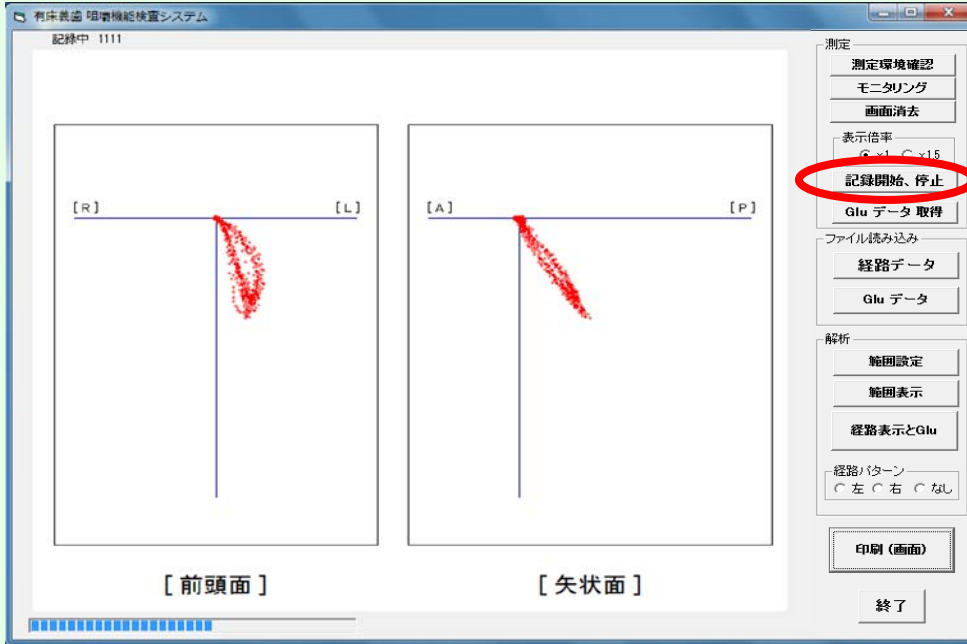 有床義歯 咀嚼機能検査システム
記録中 1111
[R]
[L]
[A]
[P]
[前頭面]
[矢状面]
測定
測定環境確認
モニタリング
画面消去
表示倍率
×1 ×1.5
記録開始、停止
Glu データ 取得
ファイル読み込み
経路データ
Glu データ
解析
範囲設定
範囲表示
経路表示とGlu
経路パターン
左 右 なし
印刷 (画面)
終了